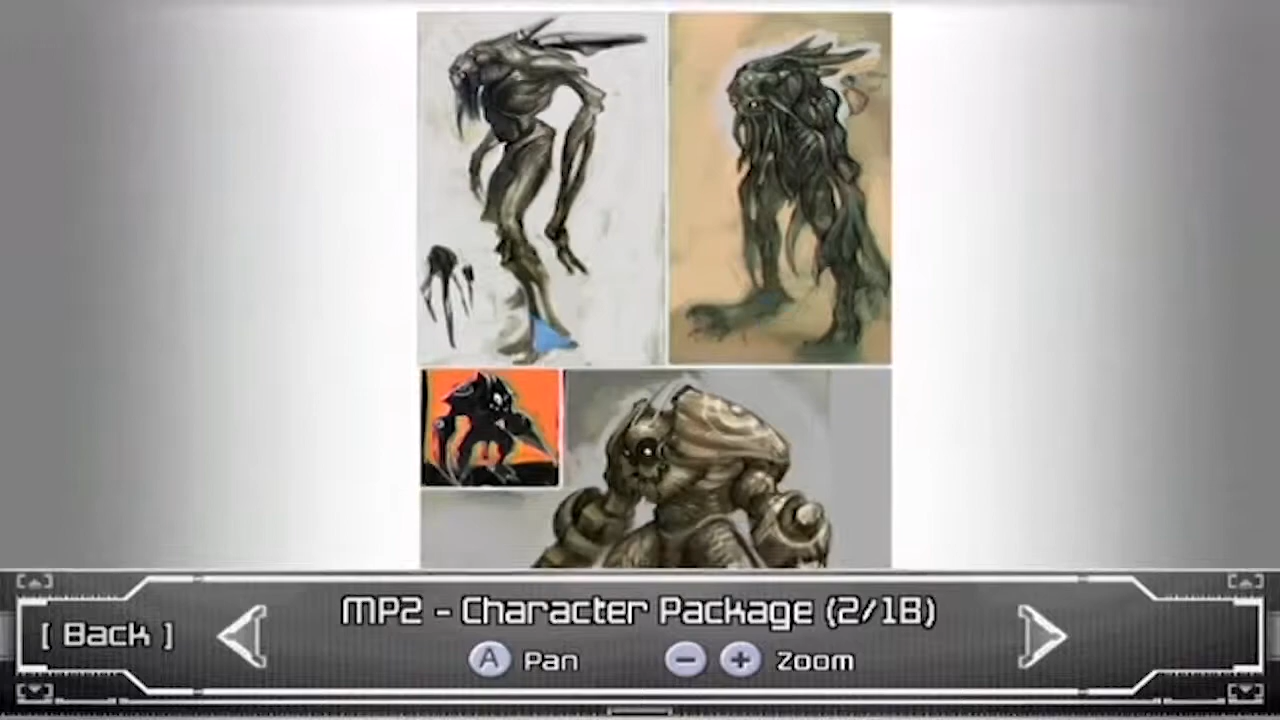 MP2 - Character Package (2/18)
[ Back ]
A Pan - + Zoom